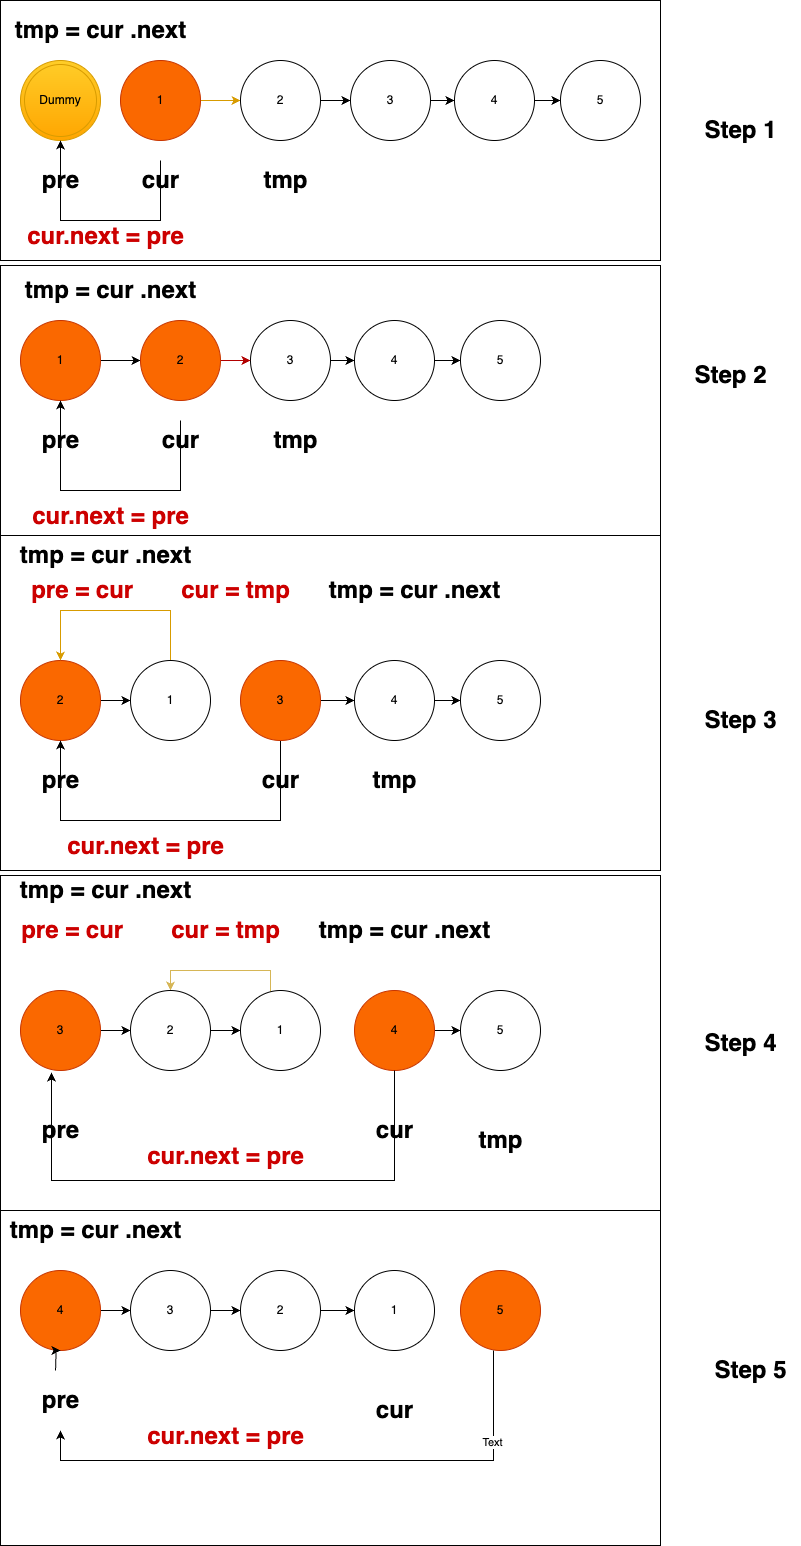 tmp = cur .next
Dummy 1 2 3 4 5
Step 1
pre cur tmp
cur.next = pre
tmp = cur .next
1 2 3 4 5
Step 2
pre cur tmp
cur.next = pre
tmp = cur .next
pre = cur cur = tmp tmp = cur .next
2 1 3 4 5
Step 3
pre cur tmp
cur.next = pre
tmp = cur .next
pre = cur cur = tmp tmp = cur .next
3 2 1 4 5
Step 4
pre cur tmp
cur.next = pre
tmp = cur .next
4 3 2 1 5
Step 5
pre cur
cur.next = pre
Text